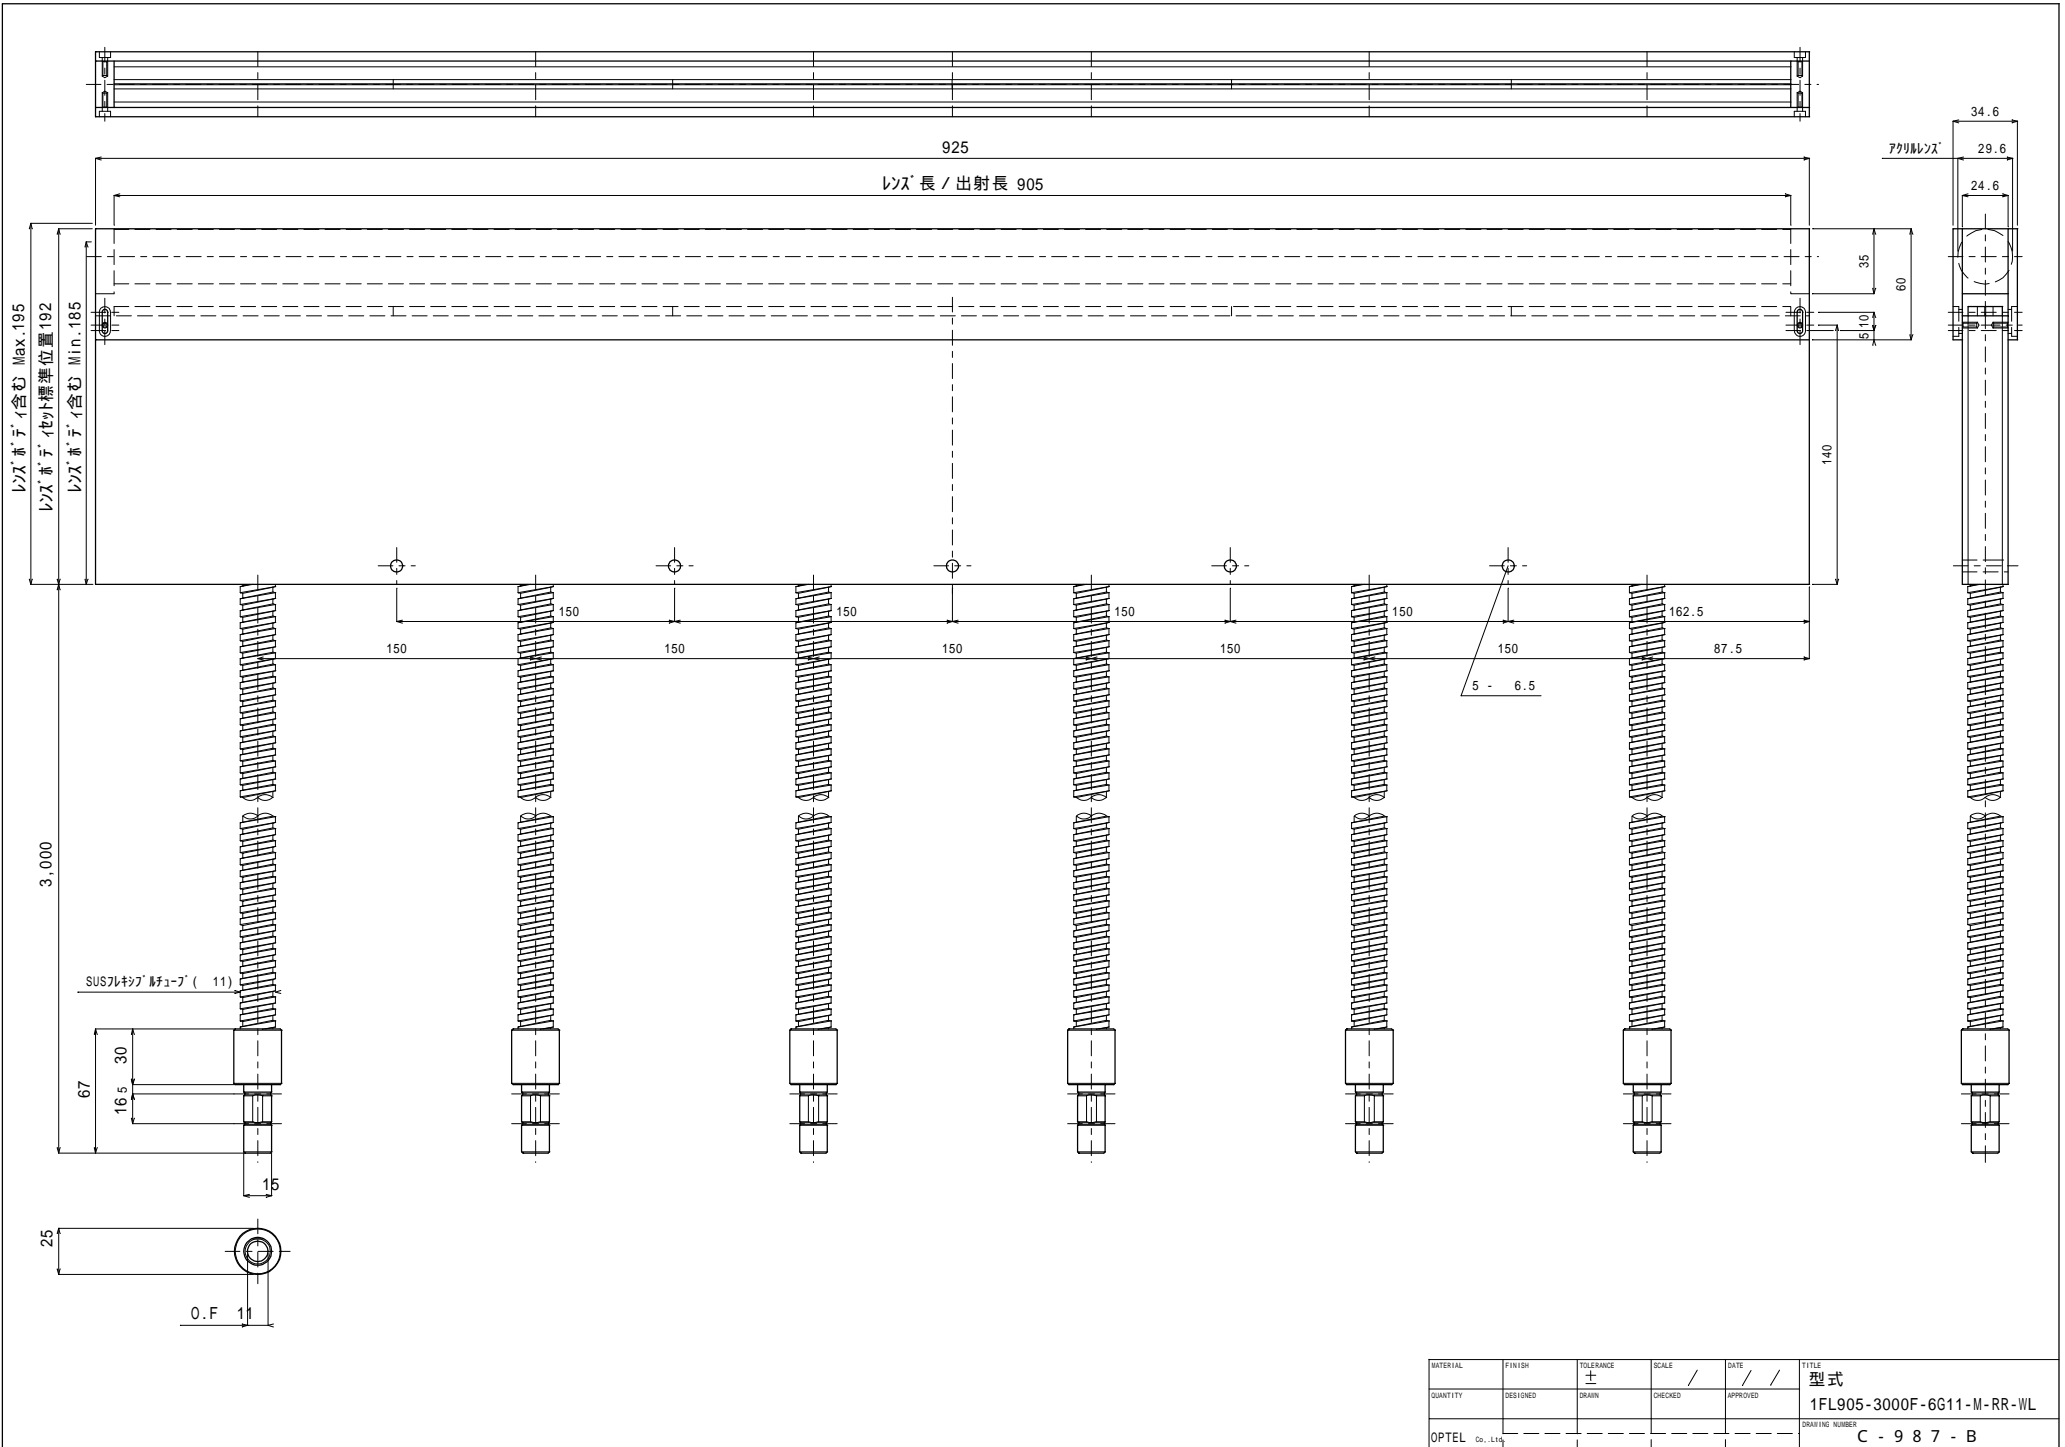 34.6
925
アクリルレンズ
29.6
レンズ長 / 出射長 905
24.6
レンズボディ含む Max.195
レンズボディセット標準位置192
レンズボディ含む Min.185
35
60
10
5
140
150
150
150
150
162.5
150
150
150
150
150
87.5
5 - 6.5
3,000
SUSフレキシブルチューブ( 11)
30
67
5
16
15
25
O.F 11
MATERIAL
FINISH
TOLERANCE
±
SCALE
/
DATE
/ /
TITLE
型式
QUANTITY
DESIGNED
DRAWN
CHECKED
APPROVED
1FL905-3000F-6G11-M-RR-WL
OPTEL Co.,Ltd.
DRAWING NUMBER
C - 9 8 7 - B